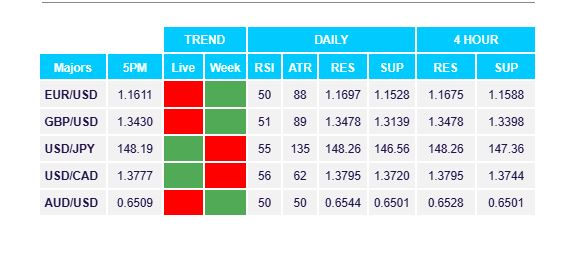 TREND DAILY 4 HOUR
Majors 5PM Live Week RSI ATR RES SUP RES SUP
EUR/USD 1.1611 50 88 1.1697 1.1528 1.1675 1.1588
GBP/USD 1.3430 51 89 1.3478 1.3139 1.3478 1.3398
USD/JPY 148.19 55 135 148.26 146.56 148.26 147.36
USD/CAD 1.3777 56 62 1.3795 1.3720 1.3795 1.3744
AUD/USD 0.6509 50 50 0.6544 0.6501 0.6528 0.6501